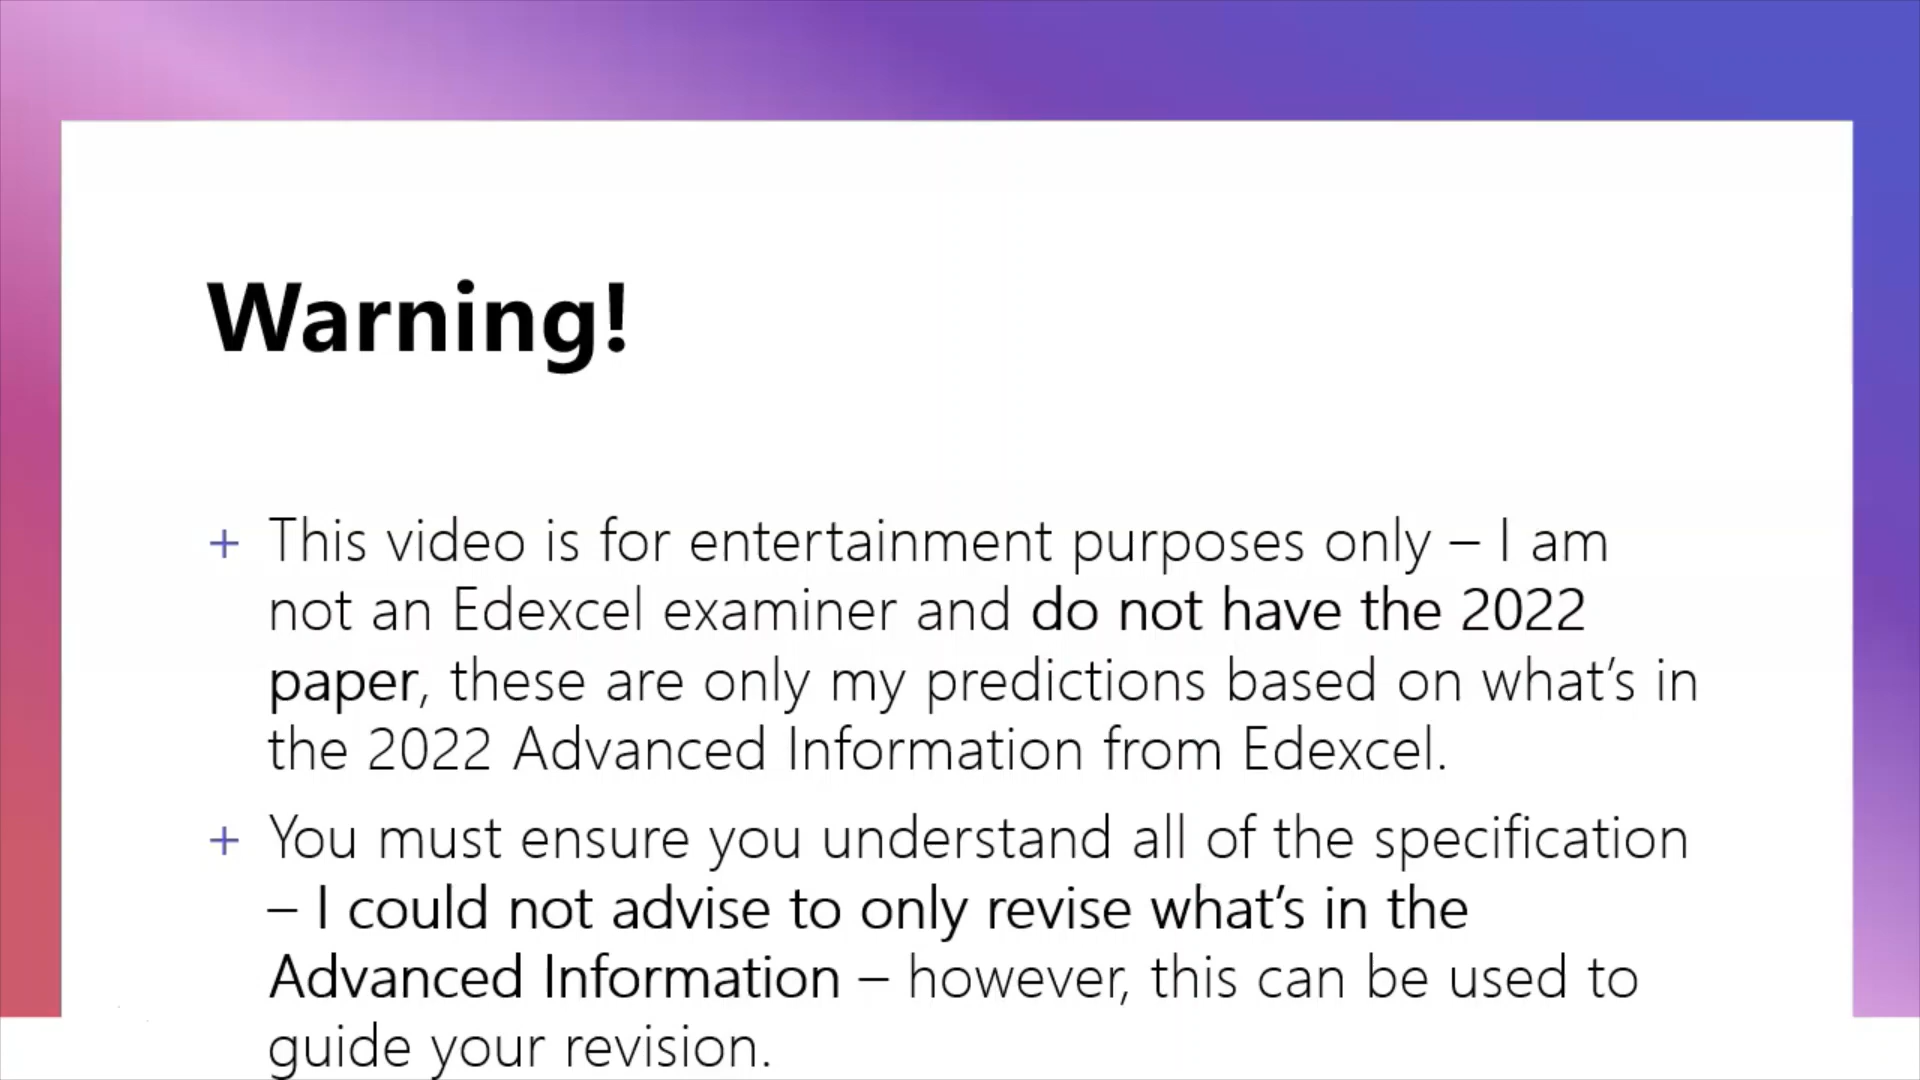 Warning!
+ This video is for entertainment purposes only – I am
not an Edexcel examiner and do not have the 2022
paper, these are only my predictions based on what’s in
the 2022 Advanced Information from Edexcel.
+ You must ensure you understand all of the specification
– I could not advise to only revise what’s in the
Advanced Information – however, this can be used to
guide your revision.